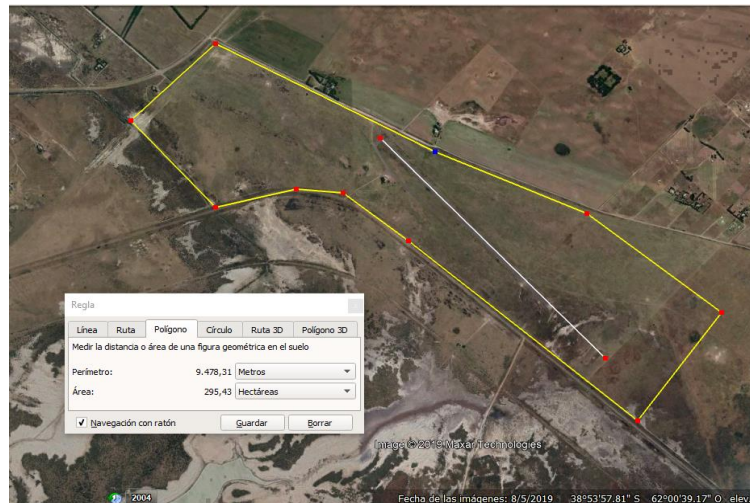 Regla
Línea Ruta Polígono Círculo Ruta 3D Polígono 3D
Medir la distancia o área de una figura geométrica en el suelo
Perímetro: 9.478,31 Metros
Área: 295,43 Hectáreas
Navegación con ratón Guardar Borrar
Image © 2019 Maxar Technologies
2004
Fecha de las imágenes: 8/5/2019 38°53'57.81" S 62°00'39.17" O elev